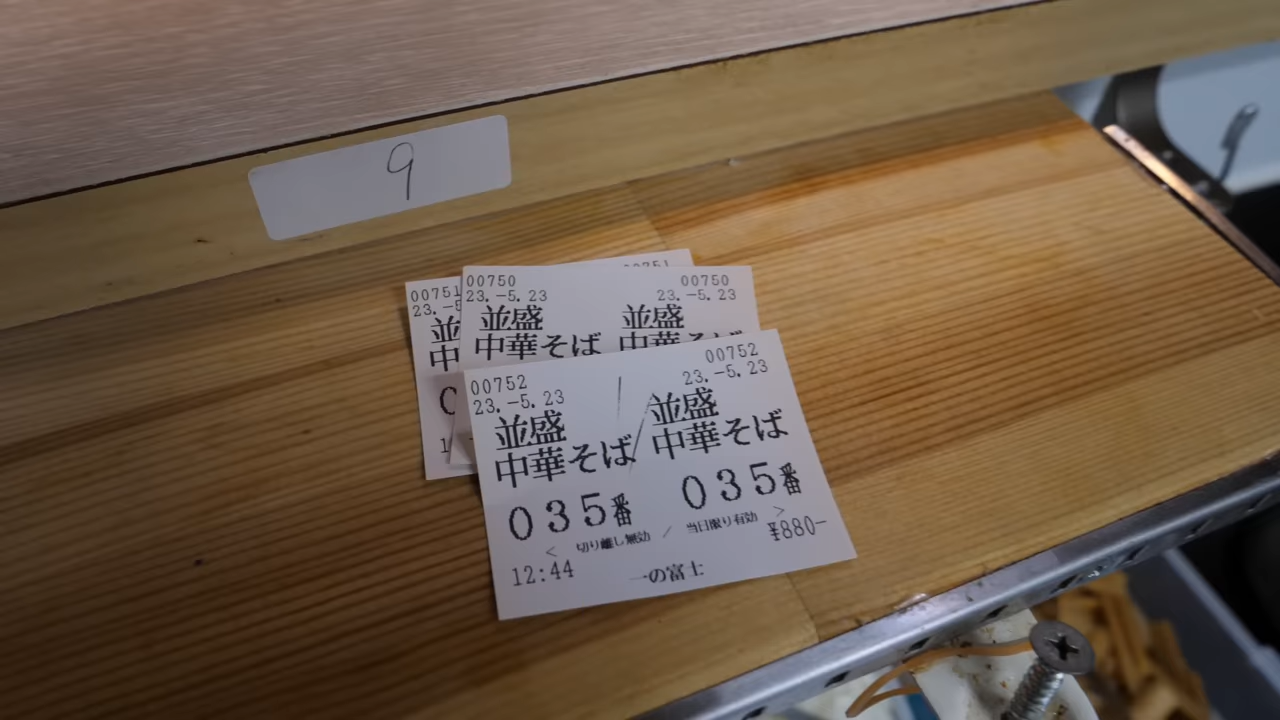 9
00751
00751
23.-5
並
中
00750 00750
23.-5.23 23.-5.23
並盛 並盛
中華そば 中華そば
00752 00752
23.-5.23 23.-5.23
並盛 並盛
中華そば 中華そば
035番 035番
< 切り離し無効 / 当日限り有効 >
¥880-
12:44 一の富士